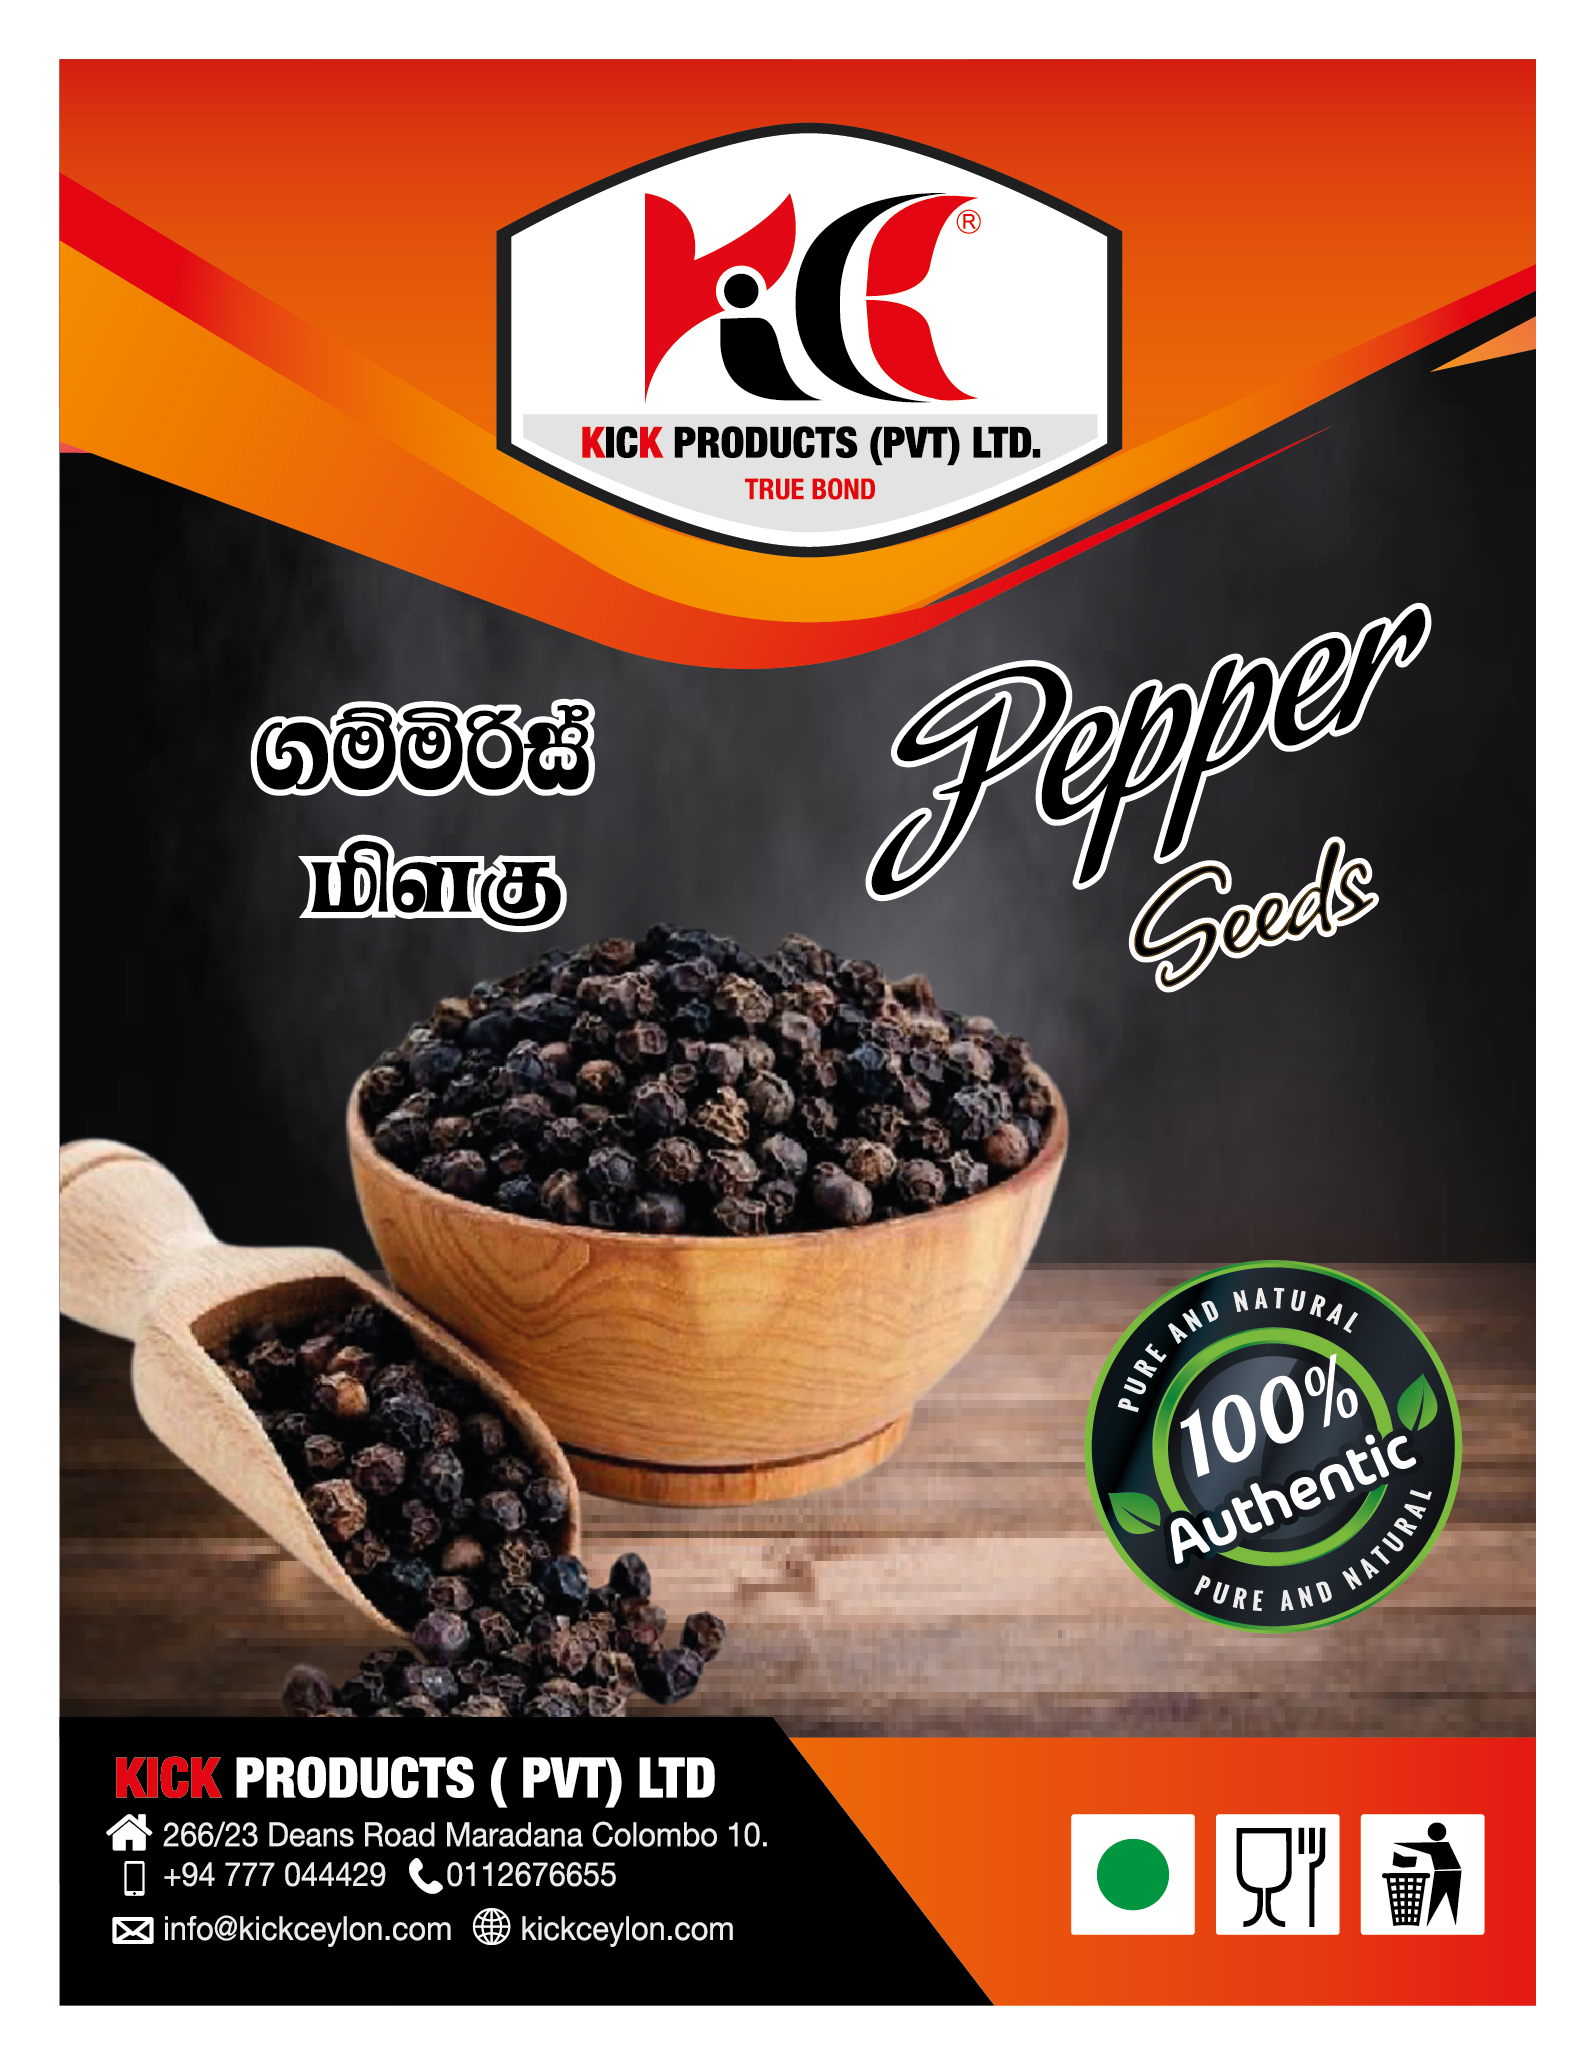 KiCK®
KICK PRODUCTS (PVT) LTD.
TRUE BOND
ගම්මිරිස්
மிளகு
Pepper
Seeds
PURE AND NATURAL
100%
Authentic
PURE AND NATURAL
KICK PRODUCTS ( PVT) LTD
266/23 Deans Road Maradana Colombo 10.
+94 777 044429 0112676655
info@kickceylon.com kickceylon.com